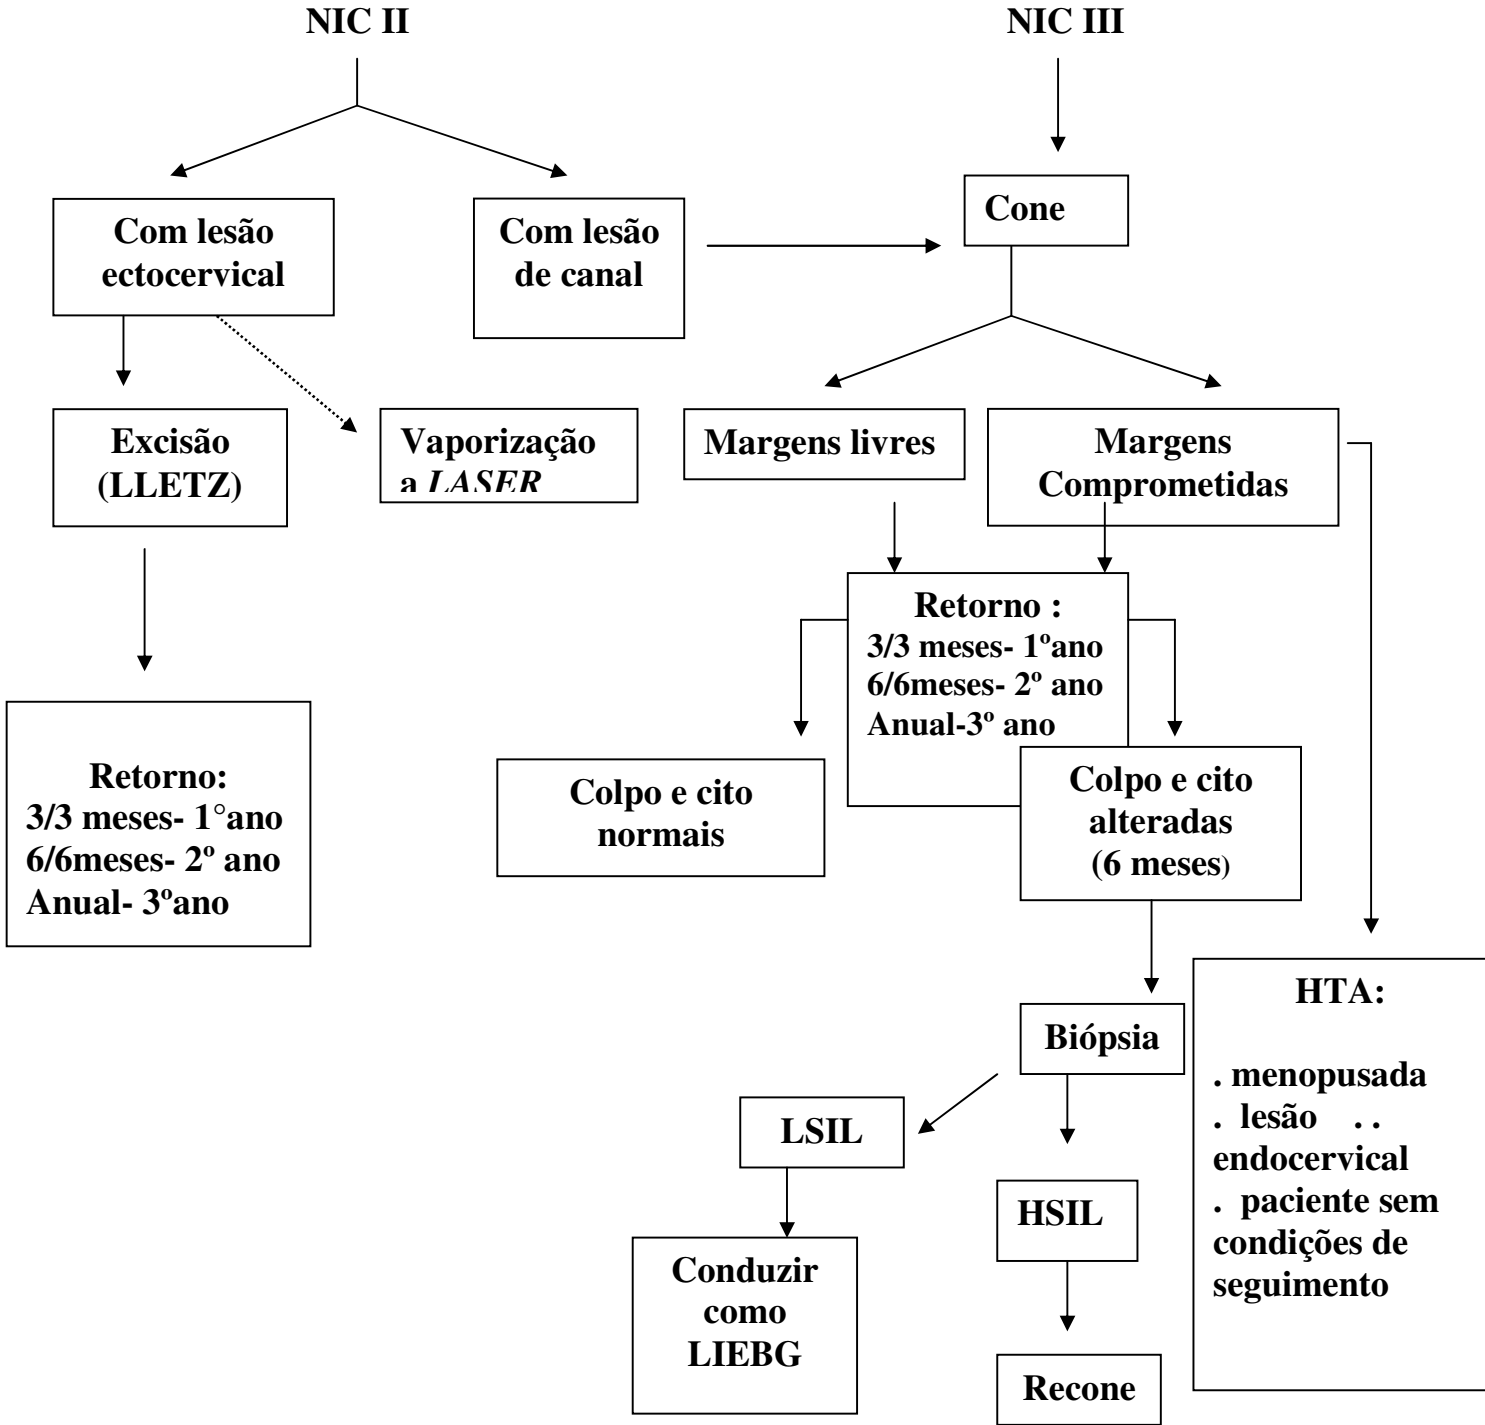 NIC II
NIC III
Com lesão
ectocervical
Com lesão
de canal
Cone
Excisão
(LLETZ)
Vaporização
a LASER
Margens livres
Margens
Comprometidas
Retorno :
3/3 meses- 1ºano
6/6meses- 2º ano
Anual-3º ano
Retorno:
3/3 meses- 1°ano
6/6meses- 2º ano
Anual- 3ºano
Colpo e cito
normais
Colpo e cito
alteradas
(6 meses)
Biópsia
HTA:
. menopusada
. lesão . .
endocervical
. paciente sem
condições de
seguimento
LSIL
HSIL
Conduzir
como
LIEBG
Recone